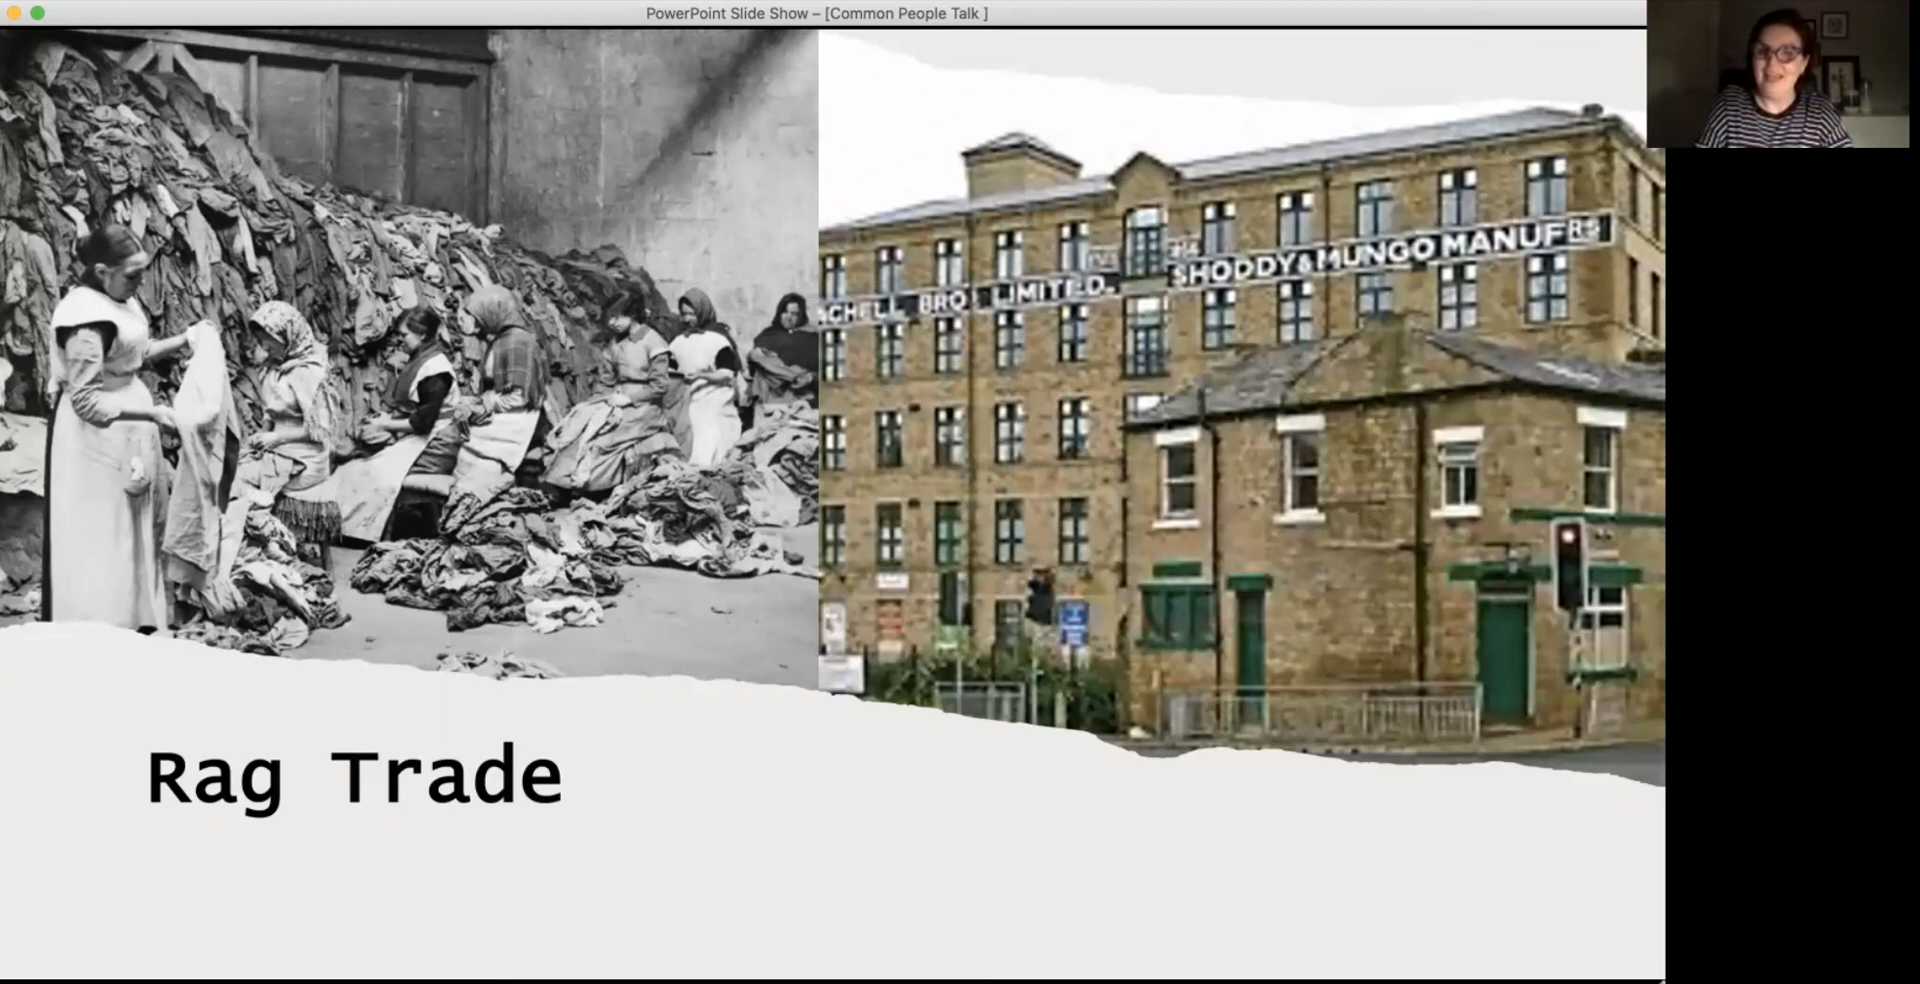 PowerPoint Slide Show – [Common People Talk ]
BRO LIMITED. SHODDY & MUNGO MANUFRS
Rag Trade